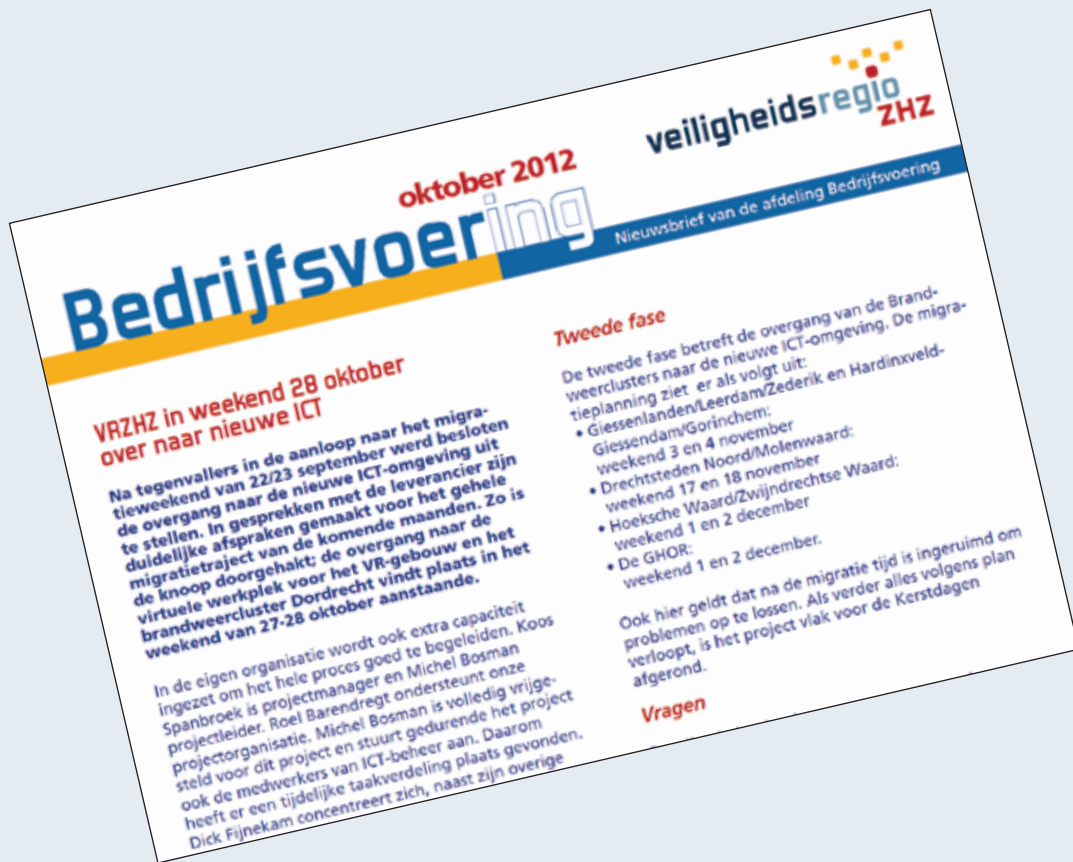 veiligheidsregio
ZHZ
oktober 2012
Bedrijfsvoering
Nieuwsbrief van de afdeling Bedrijfsvoering
VRZHZ in weekend 28 oktober
over naar nieuwe ICT
Na tegenvallers in de aanloop naar het migra-
tieweekend van 22/23 september werd besloten
de overgang naar de nieuwe ICT-omgeving uit
te stellen. In gesprekken met de leverancier zijn
duidelijke afspraken gemaakt voor het gehele
migratietraject van de komende maanden. Zo is
de knoop doorgehakt: de overgang naar de
virtuele werkplek voor het VR-gebouw en het
brandweercluster Dordrecht vindt plaats in het
weekend van 27-28 oktober aanstaande.
In de eigen organisatie wordt ook extra capaciteit
ingezet om het hele proces goed te begeleiden. Koos
Spanbroek is projectmanager en Michel Bosman
projectleider. Roel Barendregt ondersteunt onze
projectorganisatie. Michel Bosman is volledig vrijge-
steld voor dit project en stuurt gedurende het project
ook de medwerkers van ICT-beheer aan. Daarom
heeft er een tijdelijke taakverdeling plaats gevonden.
Dick Fijnekam concentreert zich, naast zijn overige
Tweede fase
De tweede fase betreft de overgang van de Brand-
weerclusters naar de nieuwe ICT-omgeving. De migra-
tieplanning ziet er als volgt uit:
• Giessenlanden/Leerdam/Zederik en Hardinxveld-
Giessendam/Gorinchem:
weekend 3 en 4 november
• Drechtsteden Noord/Molenwaard:
weekend 17 en 18 november
• Hoeksche Waard/Zwijndrechtse Waard:
weekend 1 en 2 december
• De GHOR:
weekend 1 en 2 december.
Ook hier geldt dat na de migratie tijd is ingeruimd om
problemen op te lossen. Als verder alles volgens plan
verloopt, is het project vlak voor de Kerstdagen
afgerond.
Vragen